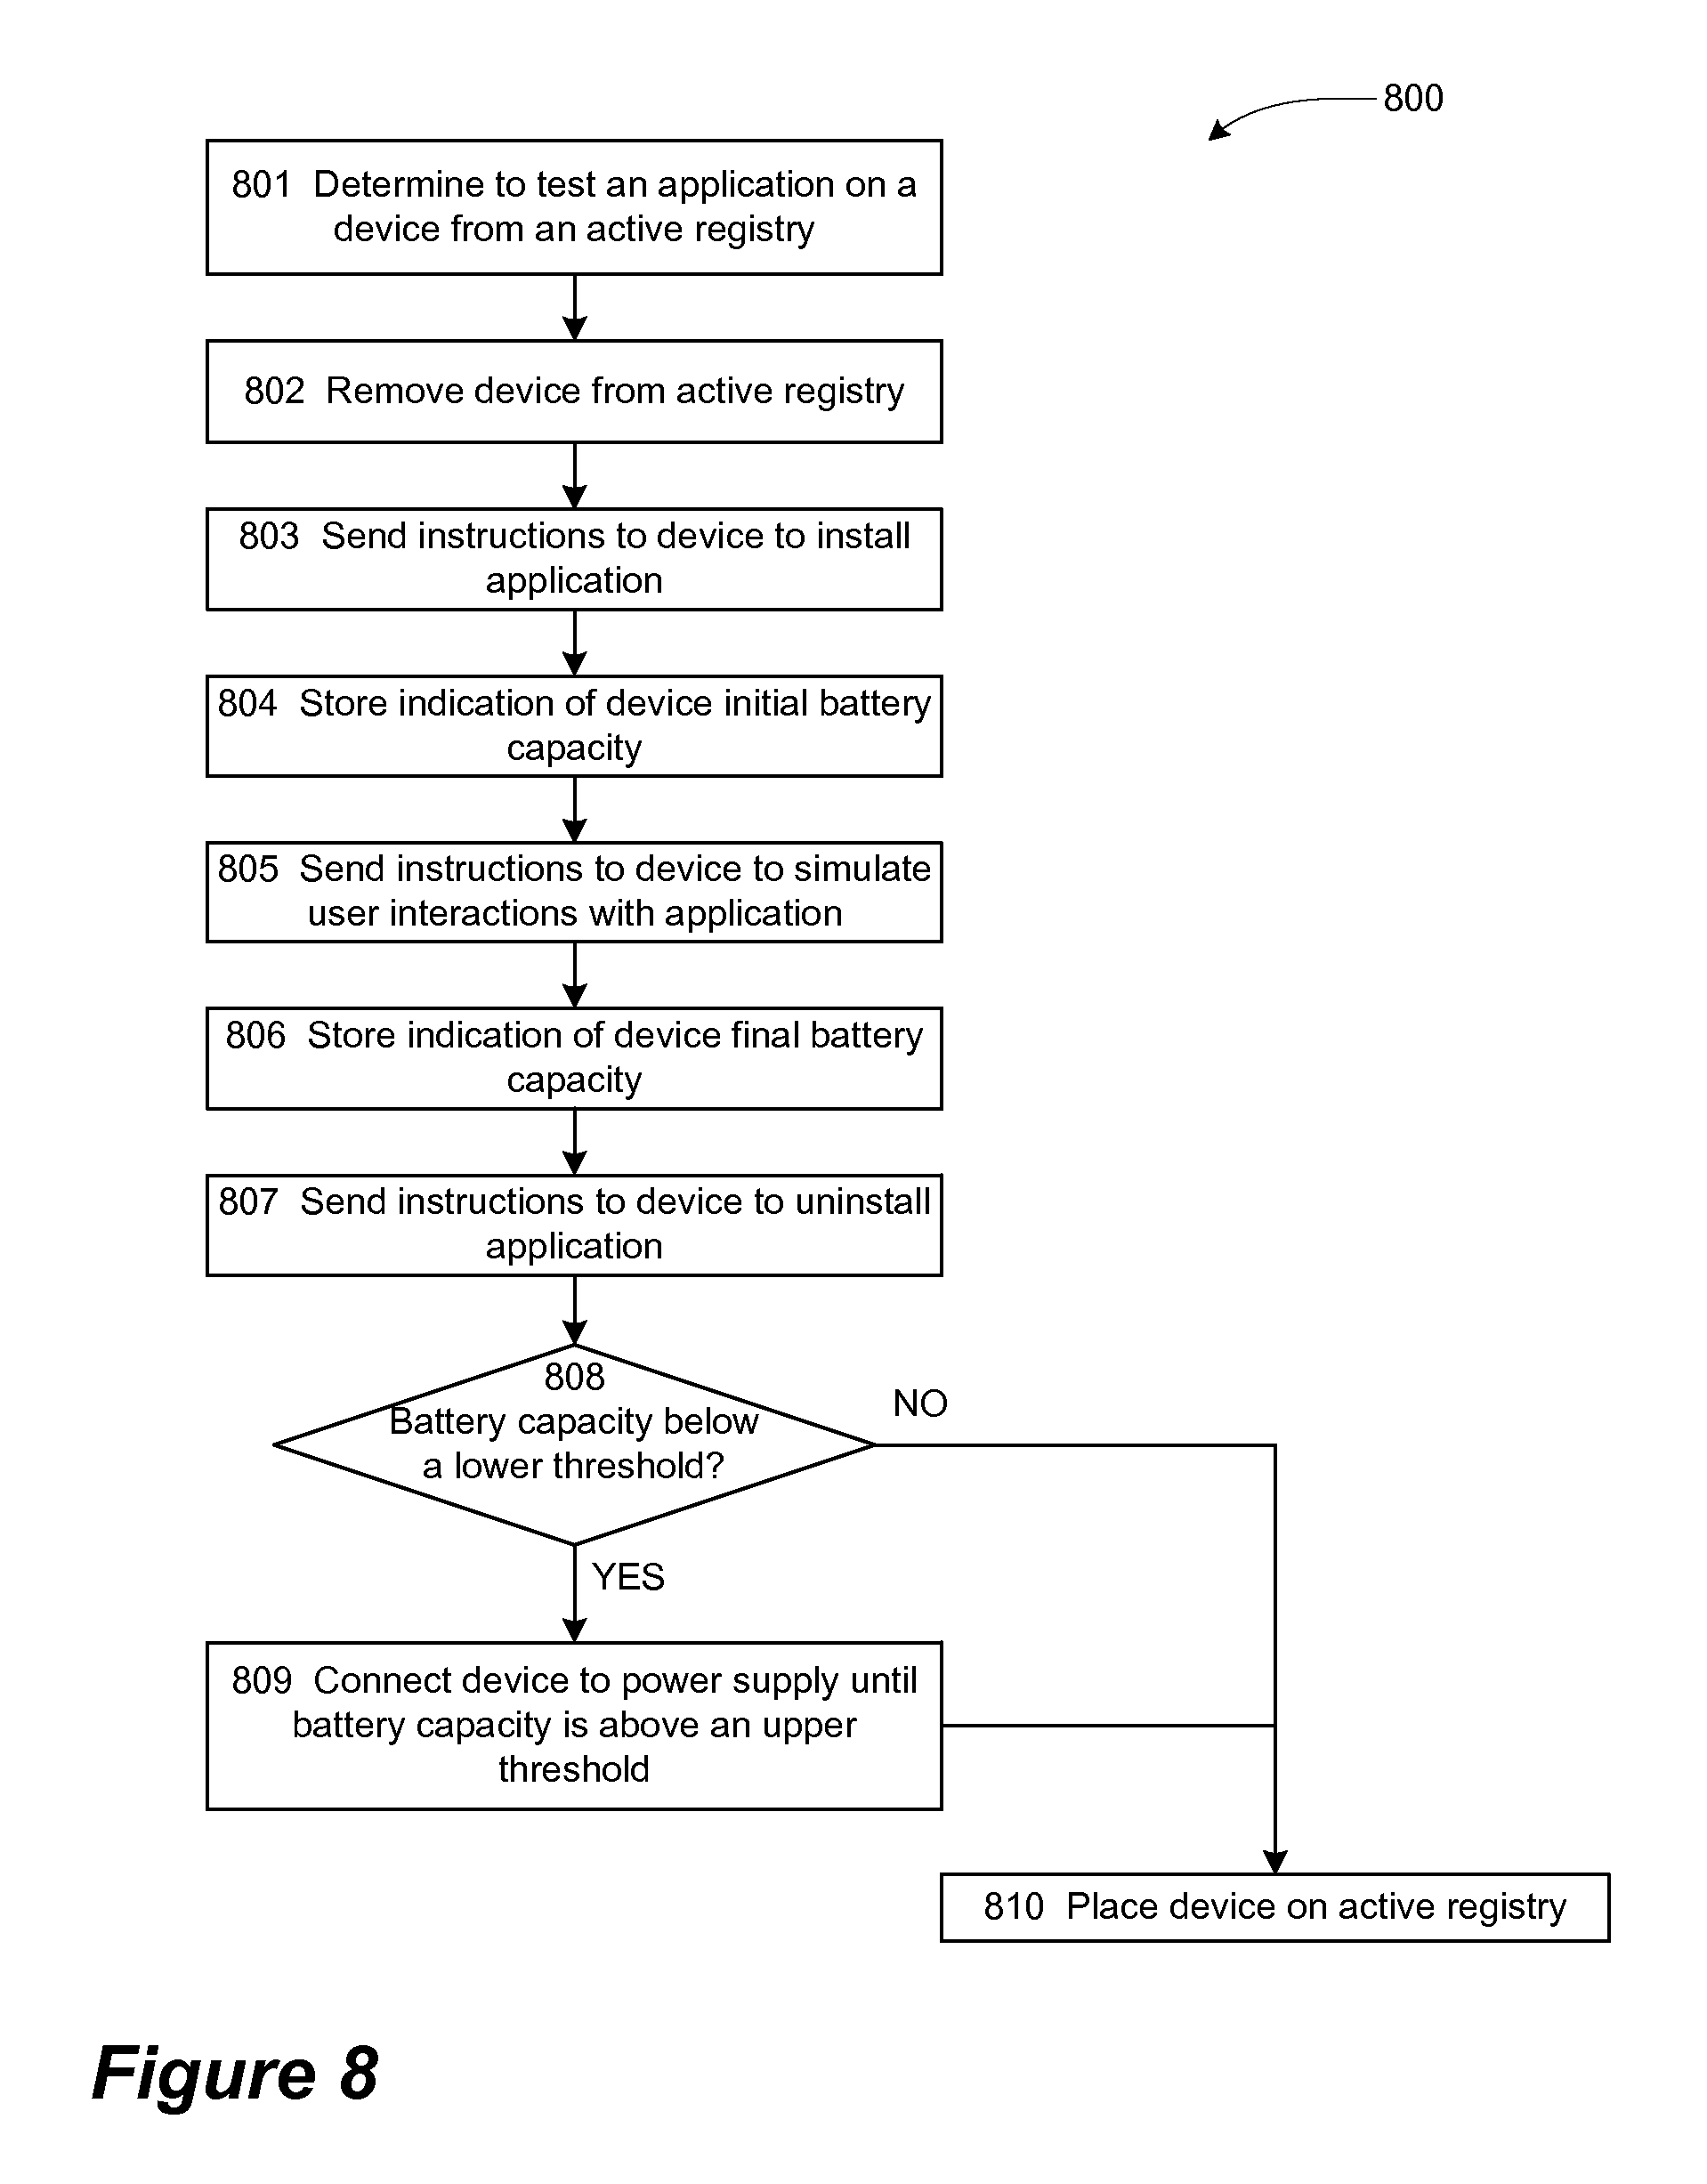 800
801 Determine to test an application on a
device from an active registry
802 Remove device from active registry
803 Send instructions to device to install
application
804 Store indication of device initial battery
capacity
805 Send instructions to device to simulate
user interactions with application
806 Store indication of device final battery
capacity
807 Send instructions to device to uninstall
application
808
Battery capacity below
a lower threshold?
NO
YES
809 Connect device to power supply until
battery capacity is above an upper
threshold
810 Place device on active registry
Figure 8